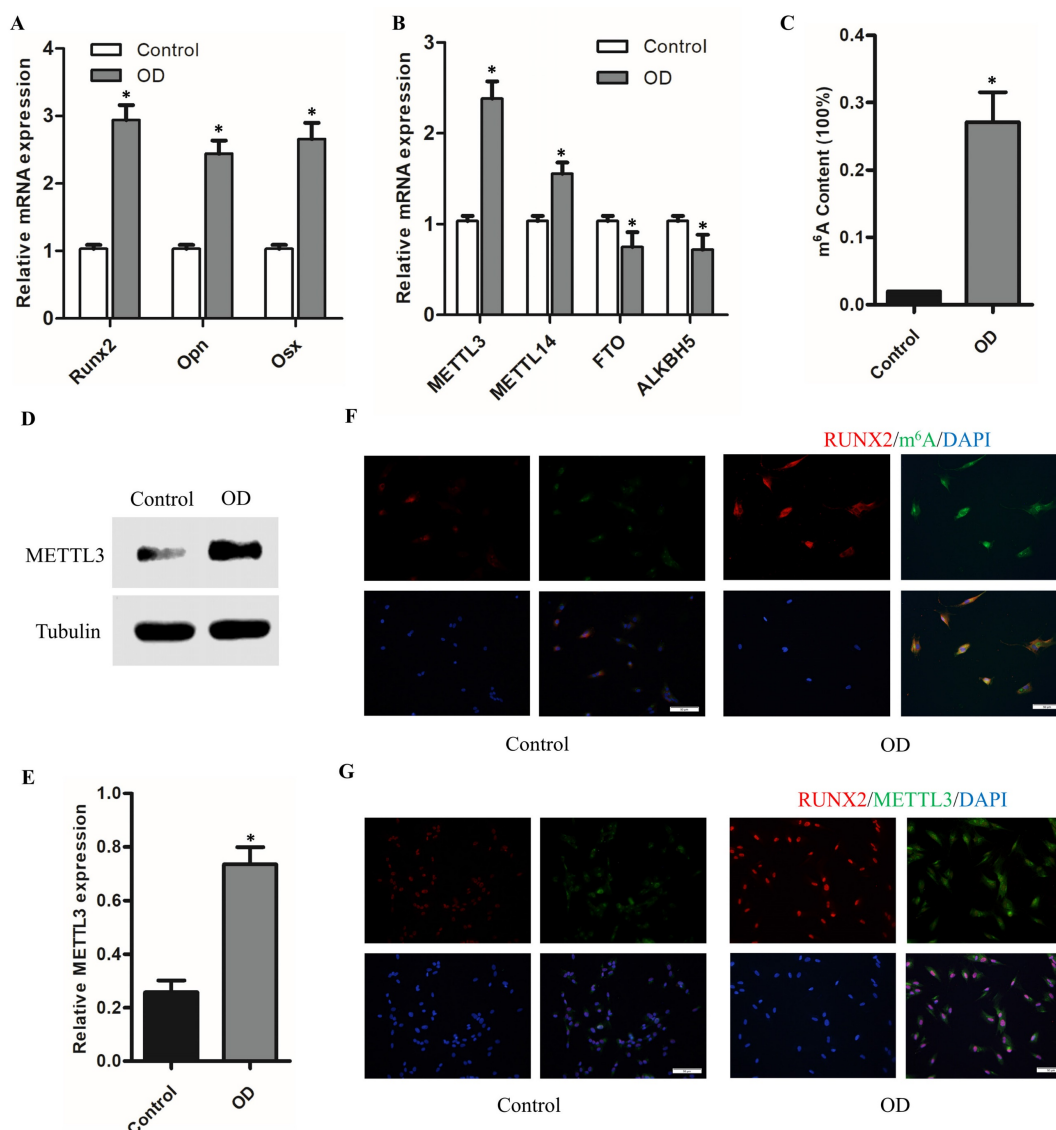 A
Control
OD
Relative mRNA expression
4
3
2
1
0
* * *
Runx2 Opn Osx
B
Control
OD
Relative mRNA expression
3
2
1
0
* * * *
METTL3 METTL14 FTO ALKBH5
C
m⁶A Content (100%)
0.4
0.3
0.2
0.1
0.0
*
Control OD
D
Control OD
METTL3
Tubulin
E
Relative METTL3 expression
1.0
0.8
0.6
0.4
0.2
0.0
*
Control OD
F
RUNX2/m⁶A/DAPI
Control OD
G
RUNX2/METTL3/DAPI
Control OD